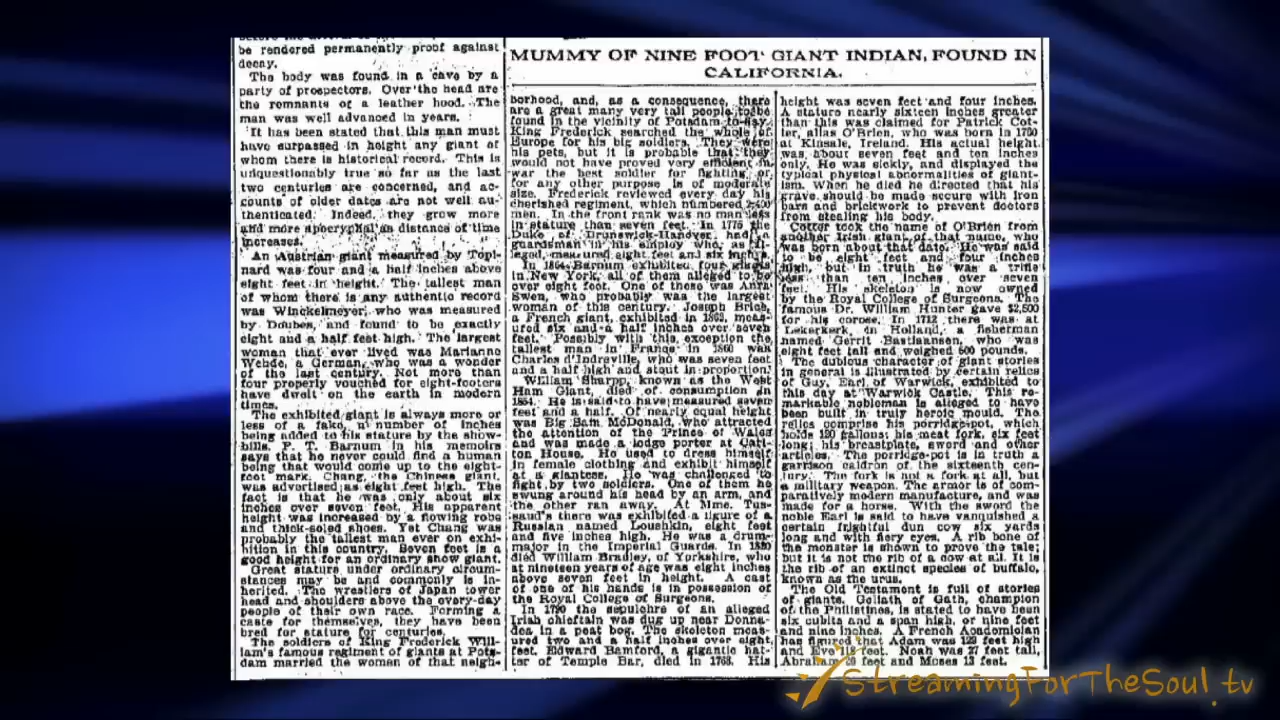 be rendered permanently proof against
decay.
The body was found in a cave by a
party of prospectors. Over the head are
the remnants of a leather hood. The
man was well advanced in years.
It has been stated that this man must
have surpassed in height any giant of
whom there is historical record. This is
unquestionably true so far as the last
two centuries are concerned, and ac-
counts of older dates are not well au-
thenticated. Indeed, they grow more
and more apocryphal as distance of time
increases.
An Austrian giant measured by Topi-
nard was four and a half inches above
eight feet in height. The tallest man
of whom there is any authentic record
was Winckelmeyer, who was measured
by Doubes, and found to be exactly
eight and a half feet high. The largest
woman that ever lived was Marianne
Wehde, a German, who was a wonder
of the last century. Not more than
four properly vouched for eight-footers
have dwelt on the earth in modern
times.
The exhibited giant is always more or
less of a fake, a number of inches
being added to his stature by the show-
bills. P. T. Barnum in his memoirs
says that he never could find a human
being that would come up to the eight-
foot mark. Chang, the Chinese giant,
was advertised as eight feet high. The
fact is that he was only about six
inches over seven feet. His apparent
height was increased by a flowing robe
and thick-soled shoes. Yet Chang was
probably the tallest man ever on exhi-
bition in this country. Seven feet is a
good height for an ordinary show giant.
Great stature under ordinary circum-
stances may be and commonly is in-
herited. The wrestlers of Japan tower
head and shoulders above the every-day
people of their own race. Forming a
caste for themselves, they have been
bred for stature for centuries.
The soldiers of King Frederick Will-
iam's famous regiment of giants at Pots-
dam married the women of that neigh-
MUMMY OF NINE FOOT GIANT INDIAN, FOUND IN
CALIFORNIA.
borhood, and, as a consequence, there
are a great many very tall people to be
found in the vicinity of Potsdam to-day.
King Frederick searched the whole of
Europe for his big soldiers. They were
his pets, but it is probable that they
would not have proved very efficient in
war the best soldier for fighting or
for any other purpose is of moderate
size. Frederick reviewed every day his
cherished regiment, which numbered 2,400
men. In the front rank was no man less
in stature than seven feet. In 1775 the
Duke of Brunswick-Hanover had a
guardsman in his employ who, as al-
leged, measured eight feet and six inches.
In 1864 Barnum exhibited four giants
in New York, all of them alleged to be
over eight feet. One of these was Anna
Swen, who probably was the largest
woman of this century. Joseph Brice,
a French giant, exhibited in 1862, meas-
ured six and a half inches over seven
feet. Possibly with this exception the
tallest man in France in 1860 was
Charles d'Indreville, who was seven feet
and a half high and stout in proportion.
William Sharpp, known as the West
Ham Giant, died of consumption in
1854. He is said to have measured seven
feet and a half. Of nearly equal height
was Big Sam McDonald, who attracted
the attention of the Prince of Wales
and was made a lodge porter at Carl-
ton House. He used to dress himself
in female clothing and exhibit himself
as a giantess. He was challenged to
fight by two soldiers. One of them he
swung around his head by an arm, and
the other ran away. At Mme. Tus-
saud's there was exhibited a figure of a
Russian named Loushkin, eight feet
and five inches high. He was a drum-
major in the Imperial Guards. In 1820
died William Bradley, of Yorkshire, who
at nineteen years of age was eight inches
above seven feet in height. A cast
of one of his hands is in possession of
the Royal College of Surgeons.
In 1790 the sepulchre of an alleged
Irish chieftain was dug up near Donna-
dea in a peat bog. The skeleton meas-
ured two and a half inches over eight
feet. Edward Bamford, a gigantic hat-
ter of Temple Bar, died in 1768. His
height was seven feet and four inches.
A stature nearly sixteen inches greater
than this was claimed for Patrick Cot-
ter, alias O'Brien, who was born in 1760
at Kinsale, Ireland. His actual height
was about seven feet and ten inches
only. He was sickly, and displayed the
typical physical abnormalities of giant-
ism. When he died he directed that his
grave should be made secure with iron
bars and brickwork to prevent doctors
from stealing his body.
Cotter took the name of O'Brien from
another Irish giant of that name, who
was born about that date. He was said
to be eight feet and four inches
high, but in truth he was a trifle
less than ten inches over seven
feet. His skeleton is now owned
by the Royal College of Surgeons. The
famous Dr. William Hunter gave $2,500
for his corpse. In 1712 there was at
Lekerkerk, in Holland, a fisherman
named Gerrit Bastiaansen, who was
eight feet tall and weighed 500 pounds.
The dubious character of giant stories
in general is illustrated by certain relics
of Guy, Earl of Warwick, exhibited to
this day at Warwick Castle. This re-
markable nobleman is alleged to have
been built in truly heroic mould. The
relics comprise his porridge-pot, which
holds 120 gallons; his meat fork, six feet
long; his breastplate, sword and other
articles. The porridge-pot is in truth a
garrison caldron of the sixteenth cen-
tury. The fork is not a fork at all, but
a military weapon. The armor is of com-
paratively modern manufacture, and was
made for a horse. With the sword the
noble Earl is said to have vanquished a
certain frightful dun cow six yards
long and with fiery eyes. A rib bone of
the monster is shown to prove the tale;
but it is not the rib of a cow at all. It is
the rib of an extinct species of buffalo,
known as the urus.
The Old Testament is full of stories
of giants. Goliath of Gath, champion
of the Philistines, is stated to have been
six cubits and a span high, or nine feet
and nine inches. A French Academician
has figured that Adam was 123 feet high
and Eve 118 feet. Noah was 27 feet tall,
Abraham 20 feet and Moses 13 feet.
StreamingForTheSoul.tv